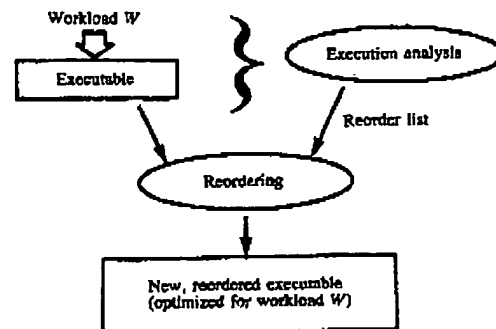 Workload W
Executable
Execution analysis
Reorder list
Reordering
New, reordered executable
(optimized for workload W)